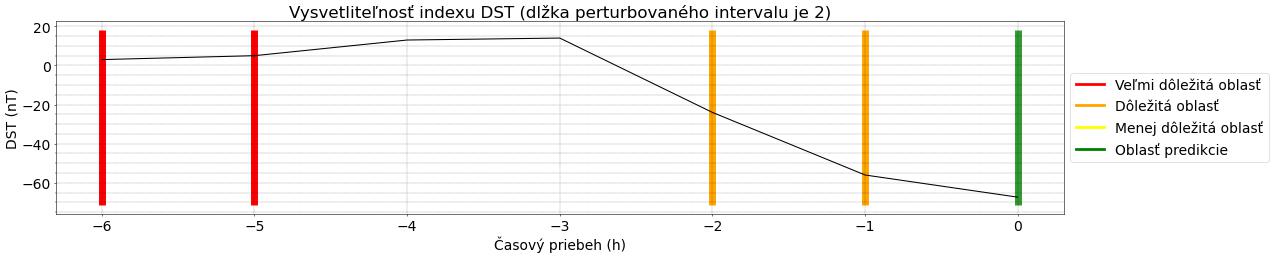 Vysvetliteľnosť indexu DST (dĺžka perturbovaného intervalu je 2)
DST (nT)
20
0
−20
−40
−60
−6
−5
−4
−3
−2
−1
0
Časový priebeh (h)
Veľmi dôležitá oblasť
Dôležitá oblasť
Menej dôležitá oblasť
Oblasť predikcie